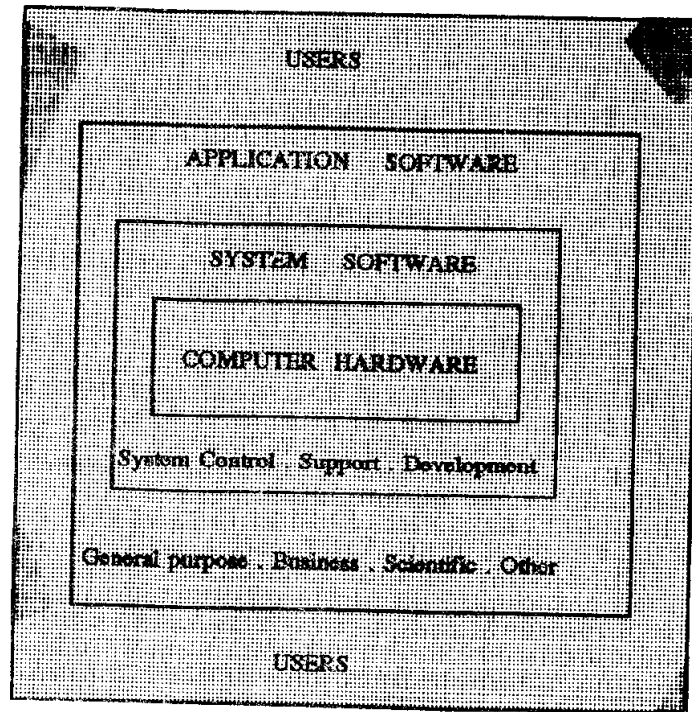 USERS
APPLICATION SOFTWARE
SYSTEM SOFTWARE
COMPUTER HARDWARE
System Control . Support . Development
General purpose . Business . Scientific . Other
USERS